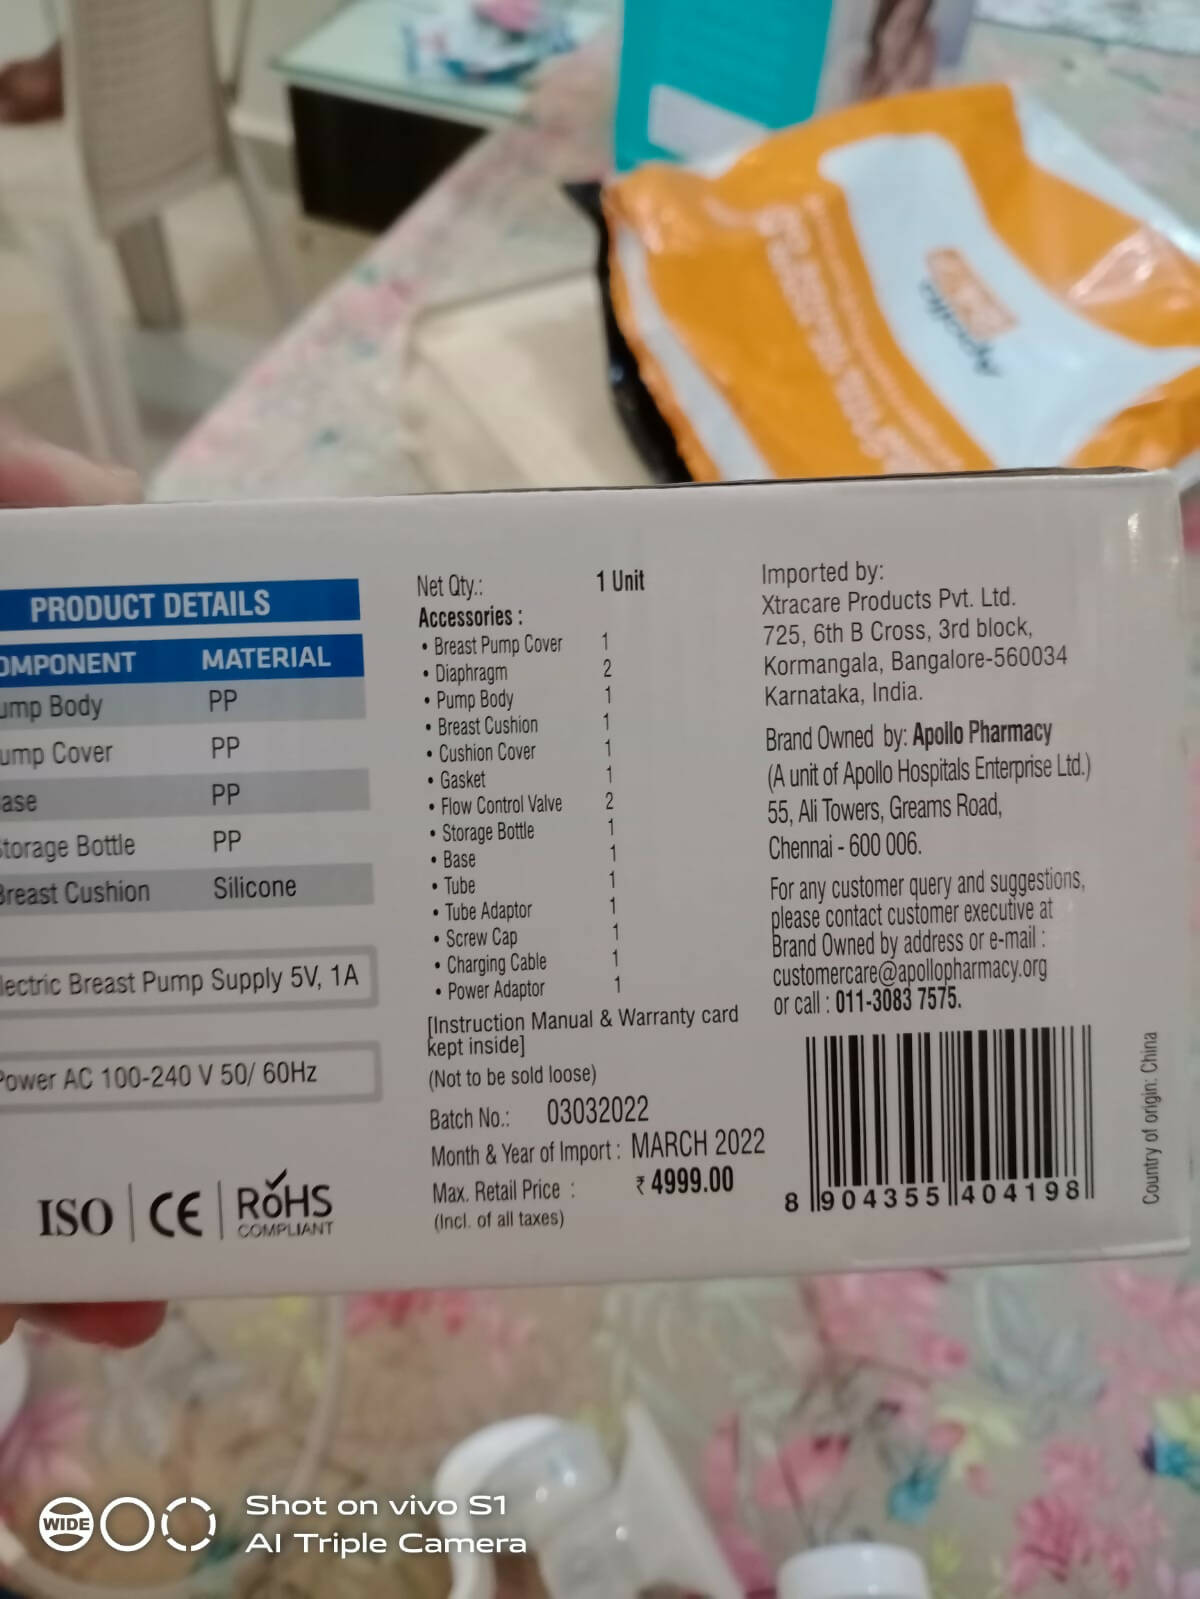 Apollo
PRODUCT DETAILS
OMPONENT MATERIAL
ump Body PP
ump Cover PP
ase PP
torage Bottle PP
Breast Cushion Silicone
lectric Breast Pump Supply 5V, 1A
Power AC 100-240 V 50/ 60Hz
ISO CE RoHS
COMPLIANT
Net Qty.: 1 Unit
Accessories :
• Breast Pump Cover 1
• Diaphragm 2
• Pump Body 1
• Breast Cushion 1
• Cushion Cover 1
• Gasket 1
• Flow Control Valve 2
• Storage Bottle 1
• Base 1
• Tube 1
• Tube Adaptor 1
• Screw Cap 1
• Charging Cable 1
• Power Adaptor 1
[Instruction Manual & Warranty card
kept inside]
(Not to be sold loose)
Batch No.: 03032022
Month & Year of Import : MARCH 2022
Max. Retail Price : ₹ 4999.00
(Incl. of all taxes)
Imported by:
Xtracare Products Pvt. Ltd.
725, 6th B Cross, 3rd block,
Kormangala, Bangalore-560034
Karnataka, India.
Brand Owned by: Apollo Pharmacy
(A unit of Apollo Hospitals Enterprise Ltd.)
55, Ali Towers, Greams Road,
Chennai - 600 006.
For any customer query and suggestions,
please contact customer executive at
Brand Owned by address or e-mail :
customercare@apollopharmacy.org
or call : 011-3083 7575.
8 904355 404198
Country of origin: China
WIDE
Shot on vivo S1
AI Triple Camera